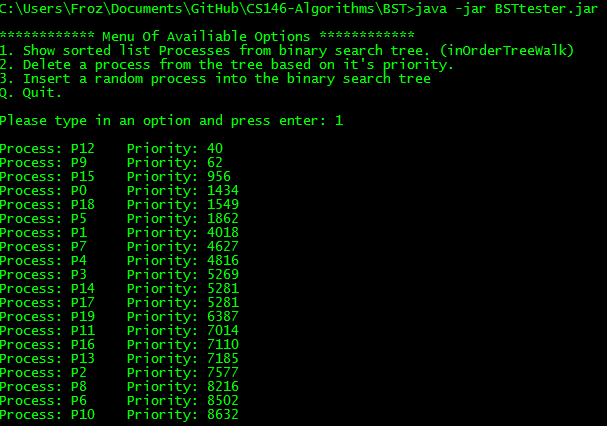 C:\Users\Froz\Documents\GitHub\CS146-Algorithms\BST>java -jar BSTtester.jar
************ Menu Of Availiable Options ************
1. Show sorted list Processes from binary search tree. (inOrderTreeWalk)
2. Delete a process from the tree based on it's priority.
3. Insert a random process into the binary search tree
Q. Quit.
Please type in an option and press enter: 1
Process: P12 Priority: 40
Process: P9 Priority: 62
Process: P15 Priority: 956
Process: P0 Priority: 1434
Process: P18 Priority: 1549
Process: P5 Priority: 1862
Process: P1 Priority: 4018
Process: P7 Priority: 4627
Process: P4 Priority: 4816
Process: P3 Priority: 5269
Process: P14 Priority: 5281
Process: P17 Priority: 5281
Process: P19 Priority: 6387
Process: P11 Priority: 7014
Process: P16 Priority: 7110
Process: P13 Priority: 7185
Process: P2 Priority: 7577
Process: P8 Priority: 8216
Process: P6 Priority: 8502
Process: P10 Priority: 8632